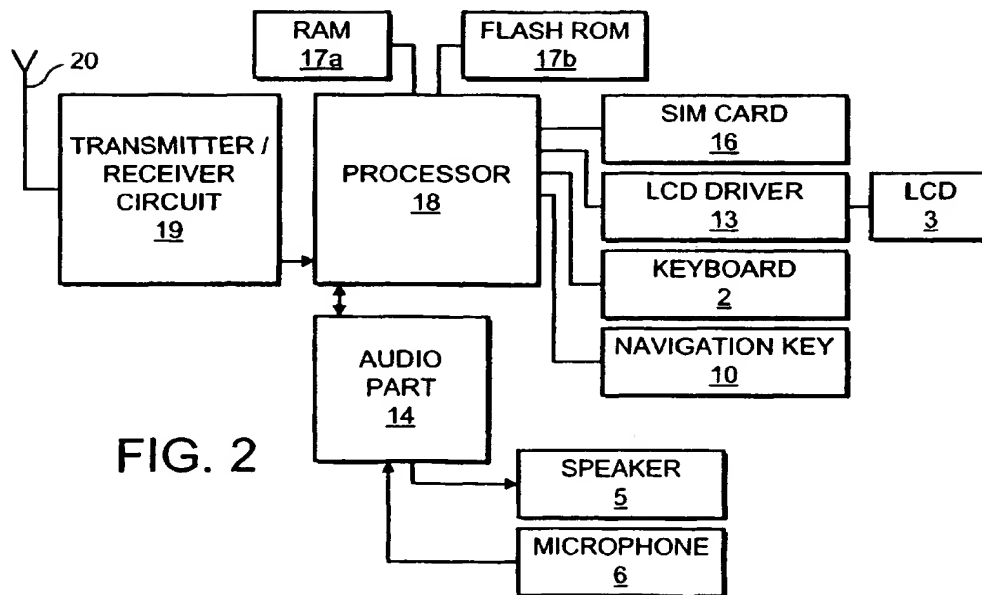 RAM
17a
FLASH ROM
17b
20
TRANSMITTER /
RECEIVER
CIRCUIT
19
PROCESSOR
18
SIM CARD
16
LCD DRIVER
13
LCD
3
KEYBOARD
2
NAVIGATION KEY
10
AUDIO
PART
14
FIG. 2
SPEAKER
5
MICROPHONE
6